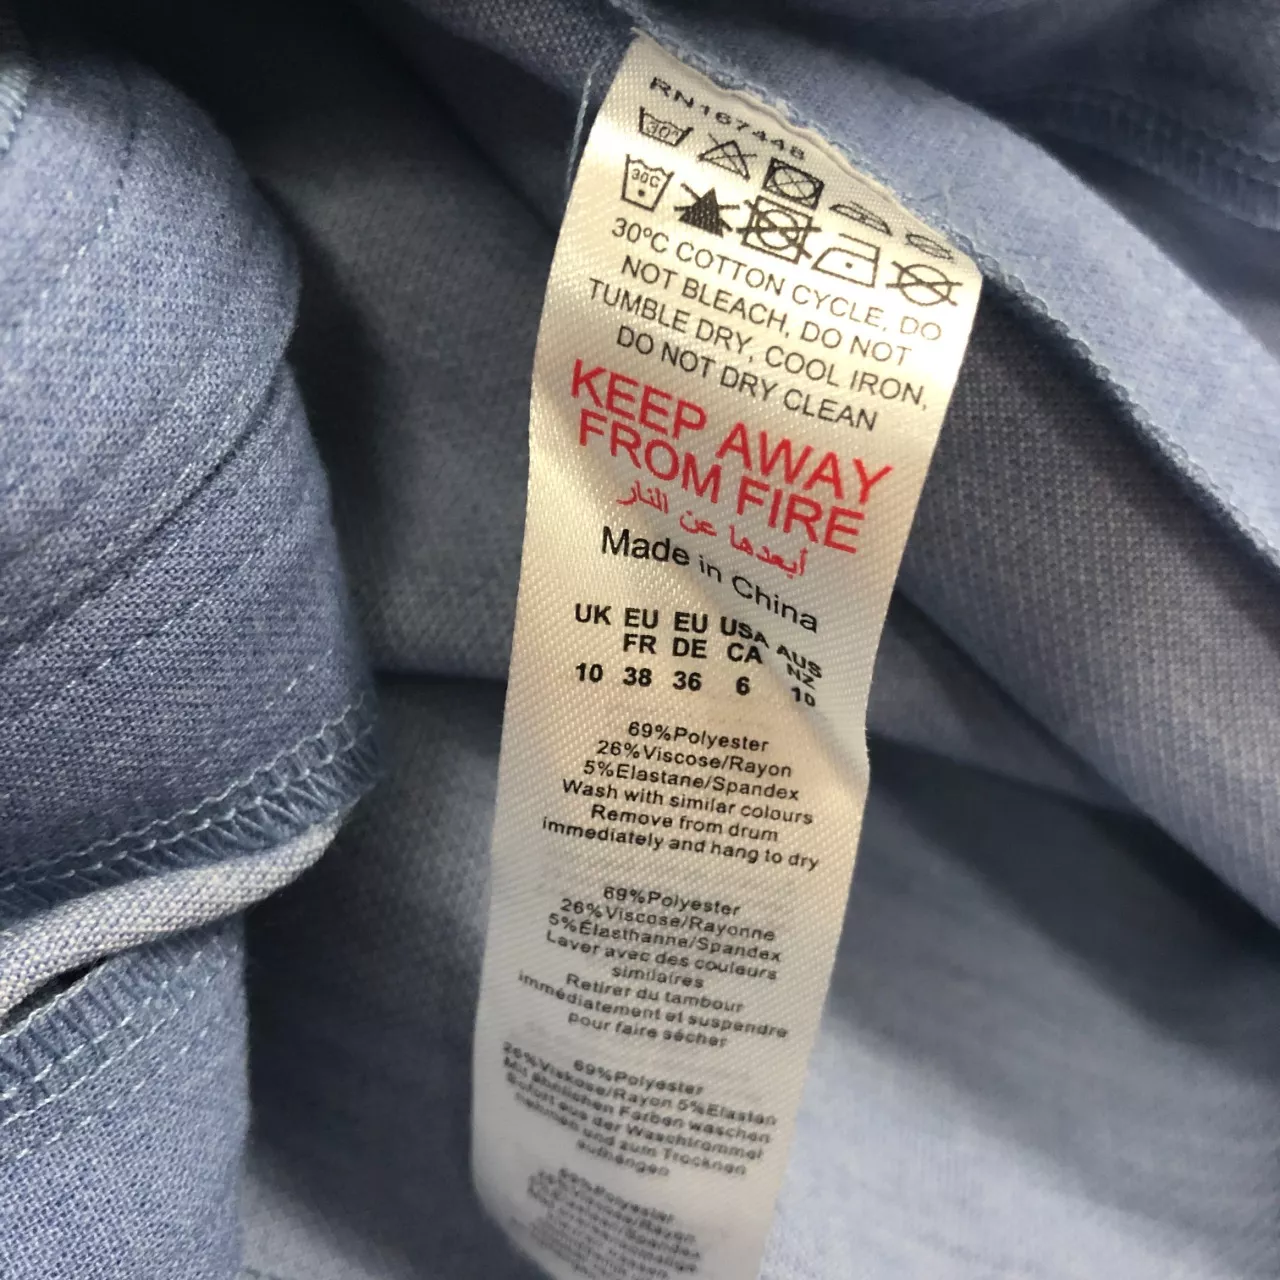 RN167448
30°
30C
30°C COTTON CYCLE, DO
NOT BLEACH, DO NOT
TUMBLE DRY, COOL IRON,
DO NOT DRY CLEAN
KEEP AWAY
FROM FIRE
أبعدها عن النار
Made in China
UK EU EU USA AUS
FR DE CA NZ
10 38 36 6 10
69%Polyester
26%Viscose/Rayon
5%Elastane/Spandex
Wash with similar colours
Remove from drum
immediately and hang to dry
69%Polyester
26%Viscose/Rayonne
5%Élasthanne/Spandex
Laver avec des couleurs
similaires
Retirer du tambour
immédiatement et suspendre
pour faire sécher
69%Polyester
26%Viskose/Rayon 5%Elastan
Mit ähnlichen Farben waschen
Sofort aus der Waschtrommel
nehmen und zum Trocknen
aufhängen
69%Polyester